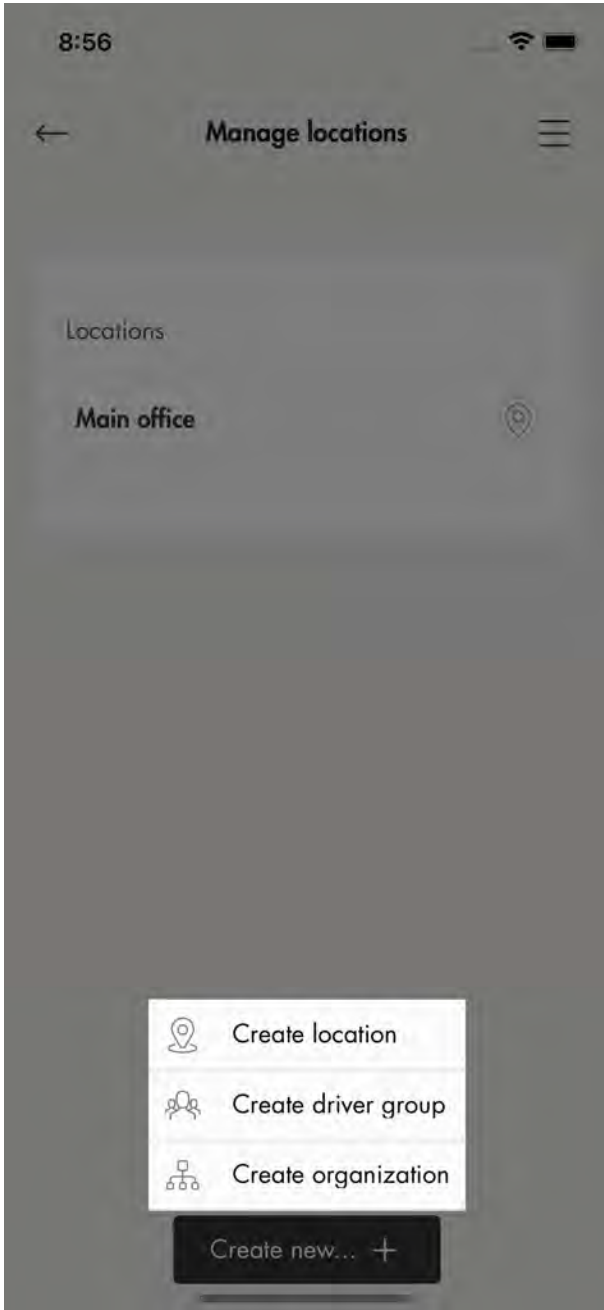 8:56
Manage locations
Locations
Main office
Create location
Create driver group
Create organization
Create new...